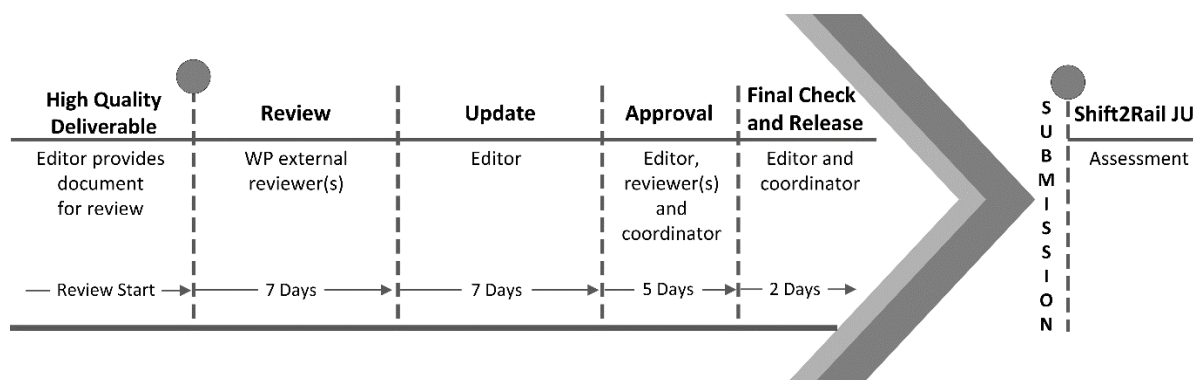 High Quality
Deliverable
Review
Update
Approval
Final Check
and Release
SUBMISSION
Shift2Rail JU
Editor provides
document
for review
WP external
reviewer(s)
Editor
Editor,
reviewer(s)
and
coordinator
Editor and
coordinator
Assessment
Review Start
7 Days
7 Days
5 Days
2 Days